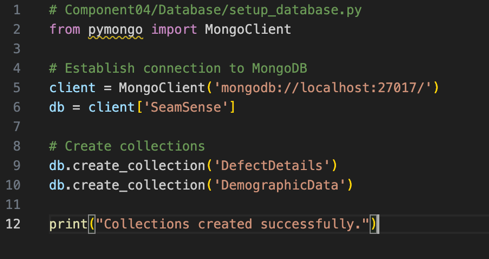 1 # Component04/Database/setup_database.py
2 from pymongo import MongoClient
3
4 # Establish connection to MongoDB
5 client = MongoClient('mongodb://localhost:27017/')
6 db = client['SeamSense']
7
8 # Create collections
9 db.create_collection('DefectDetails')
10 db.create_collection('DemographicData')
11
12 print("Collections created successfully.")